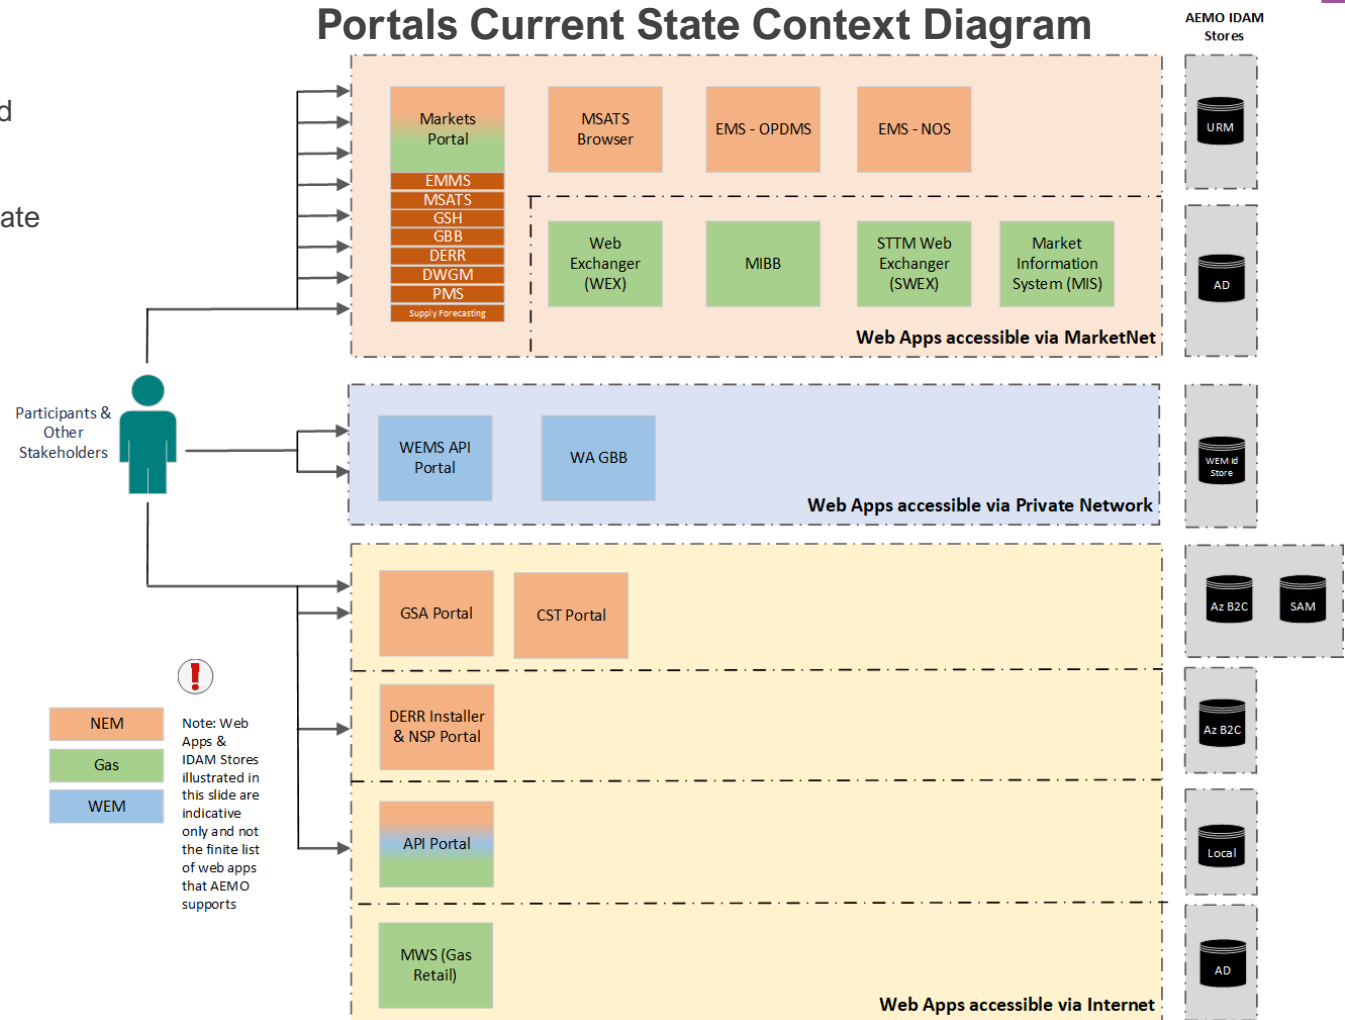 Portals Current State Context Diagram
AEMO IDAM
Stores
d
ate
Markets
Portal
EMMS
MSATS
GSH
GBB
DERR
DWGM
PMS
Supply Forecasting
MSATS
Browser
EMS - OPDMS
EMS - NOS
URM
Web
Exchanger
(WEX)
MIBB
STTM Web
Exchanger
(SWEX)
Market
Information
System (MIS)
AD
Web Apps accessible via MarketNet
Participants &
Other
Stakeholders
WEMS API
Portal
WA GBB
WEM Id
Store
Web Apps accessible via Private Network
GSA Portal
CST Portal
Az B2C
SAM
DERR Installer
& NSP Portal
Az B2C
API Portal
Local
MWS (Gas
Retail)
AD
Web Apps accessible via Internet
NEM
Gas
WEM
Note: Web
Apps &
IDAM Stores
illustrated in
this slide are
indicative
only and not
the finite list
of web apps
that AEMO
supports